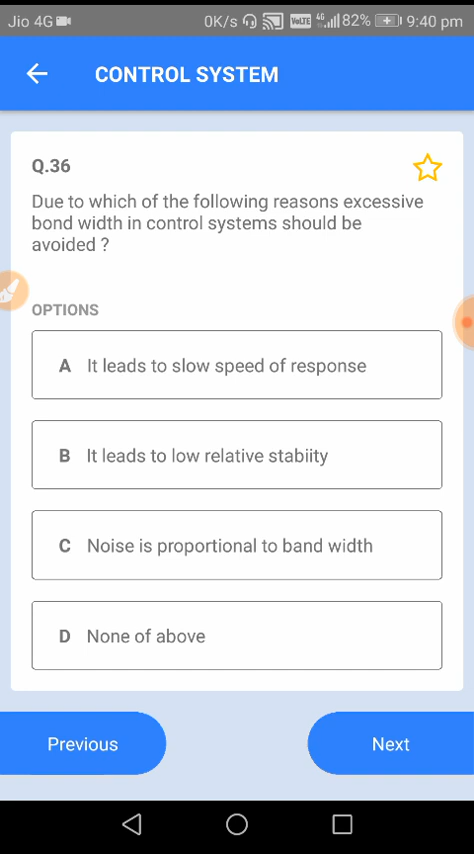 Jio 4G 0K/s VoLTE 4G 82% 9:40 pm
CONTROL SYSTEM
Q.36
Due to which of the following reasons excessive
bond width in control systems should be
avoided ?
OPTIONS
A It leads to slow speed of response
B It leads to low relative stabiity
C Noise is proportional to band width
D None of above
Previous Next